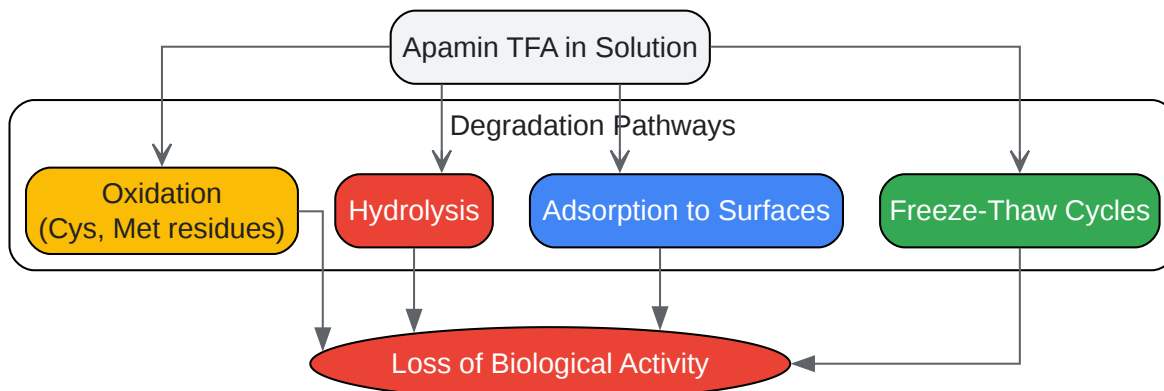 Apamin TFA in Solution
Degradation Pathways
Oxidation
(Cys, Met residues)
Hydrolysis
Adsorption to Surfaces
Freeze-Thaw Cycles
Loss of Biological Activity